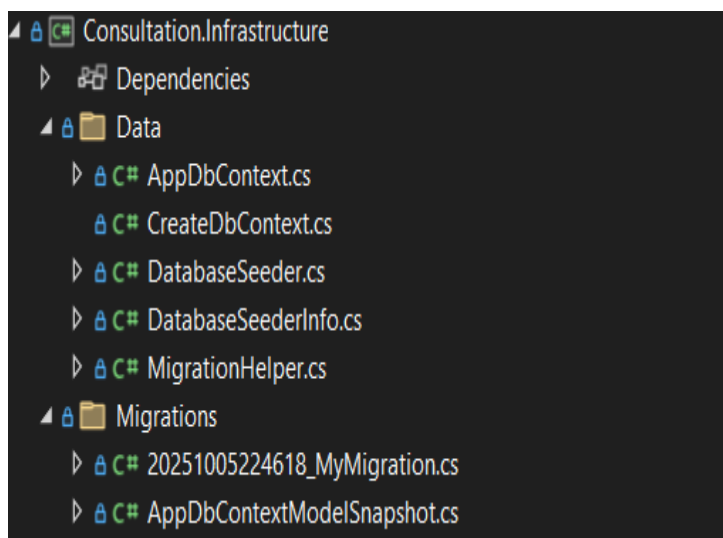 C# Consultation.Infrastructure
Dependencies
Data
C# AppDbContext.cs
C# CreateDbContext.cs
C# DatabaseSeeder.cs
C# DatabaseSeederInfo.cs
C# MigrationHelper.cs
Migrations
C# 20251005224618_MyMigration.cs
C# AppDbContextModelSnapshot.cs